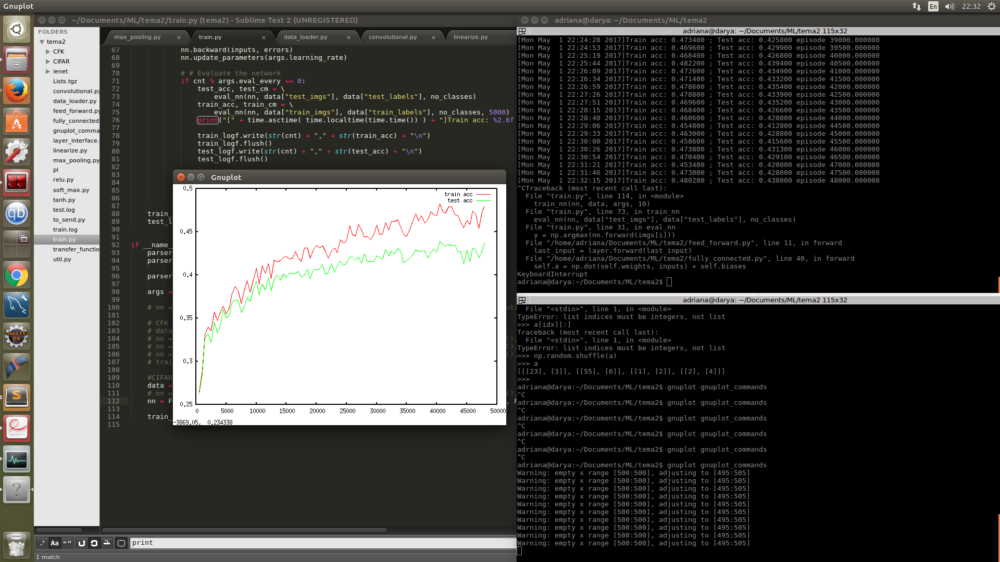 Gnuplot
En
22:32
~/Documents/ML/tema2/train.py (tema2) - Sublime Text 2 (UNREGISTERED)
FOLDERS
tema2
CFK
CIFAR
lenet
Lists.tgz
convolutional.py
data_loader.py
feed_forward.py
fully_connected
gnuplot_comma
layer_interface.
linearize.py
max_pooling.py
pl
relu.py
soft_max.py
tanh.py
test.log
to_send.py
train.log
train.py
transfer_functio
util.py
max_pooling.py
train.py
data_loader.py
convolutional.py
linearize.py
67 nn.backward(inputs, errors)
68 nn.update_parameters(args.learning_rate)
69
70 # # Evaluate the network
71 if cnt % args.eval_every == 0:
72 test_acc, test_cm = \
73 eval_nn(nn, data["test_imgs"], data["test_labels"], no_classes)
74 train_acc, train_cm = \
75 eval_nn(nn, data["train_imgs"], data["train_labels"], no_classes, 5000)
76 print("[" + time.asctime( time.localtime(time.time()) ) + "]Train acc: %2.6f
77
78 train_logf.write(str(cnt) + "," + str(train_acc) + "\n")
79 train_logf.flush()
80 test_logf.write(str(cnt) + "," + str(test_acc) + "\n")
81 test_logf.flush()
82
83
84
85
86
87
88 train_
89 test_l
90
91
92 if __name_
93 parser
94 parser
95
96 parser
97
98 args =
99
100 # nn =
101
102 # CFK
103 # data
104 # nn =
105 # nn =
106 # nn =
107 # trai
108
109 #CIFAR
110 data =
111 # nn =
112 nn = F
113
114 train_
115
Gnuplot
train acc
test acc
0.5
0.45
0.4
0.35
0.3
0.25
0 5000 10000 15000 20000 25000 30000 35000 40000 45000 50000
-3869.05, 0.234338
.* Aa “ ”
print
1 match
Java EE
IDE
qb
adriana@darya: ~/Documents/ML/tema2
adriana@darya: ~/Documents/ML/tema2 115x32
[Mon May  1 22:24:28 2017]Train acc: 0.473400 ; Test acc: 0.425800 episode 39000.000000
[Mon May  1 22:24:53 2017]Train acc: 0.469600 ; Test acc: 0.429900 episode 39500.000000
[Mon May  1 22:25:19 2017]Train acc: 0.468400 ; Test acc: 0.426800 episode 40000.000000
[Mon May  1 22:25:44 2017]Train acc: 0.482200 ; Test acc: 0.439400 episode 40500.000000
[Mon May  1 22:26:09 2017]Train acc: 0.472600 ; Test acc: 0.434900 episode 41000.000000
[Mon May  1 22:26:34 2017]Train acc: 0.471400 ; Test acc: 0.433200 episode 41500.000000
[Mon May  1 22:26:59 2017]Train acc: 0.478600 ; Test acc: 0.435400 episode 42000.000000
[Mon May  1 22:27:26 2017]Train acc: 0.478800 ; Test acc: 0.433900 episode 42500.000000
[Mon May  1 22:27:51 2017]Train acc: 0.469600 ; Test acc: 0.435200 episode 43000.000000
[Mon May  1 22:28:15 2017]Train acc: 0.468400 ; Test acc: 0.426600 episode 43500.000000
[Mon May  1 22:28:40 2017]Train acc: 0.460600 ; Test acc: 0.428400 episode 44000.000000
[Mon May  1 22:29:06 2017]Train acc: 0.454800 ; Test acc: 0.412800 episode 44500.000000
[Mon May  1 22:29:33 2017]Train acc: 0.463000 ; Test acc: 0.428800 episode 45000.000000
[Mon May  1 22:30:00 2017]Train acc: 0.458600 ; Test acc: 0.415600 episode 45500.000000
[Mon May  1 22:30:26 2017]Train acc: 0.473800 ; Test acc: 0.431300 episode 46000.000000
[Mon May  1 22:30:54 2017]Train acc: 0.470400 ; Test acc: 0.429100 episode 46500.000000
[Mon May  1 22:31:21 2017]Train acc: 0.453400 ; Test acc: 0.420000 episode 47000.000000
[Mon May  1 22:31:46 2017]Train acc: 0.473000 ; Test acc: 0.428000 episode 47500.000000
[Mon May  1 22:32:15 2017]Train acc: 0.480200 ; Test acc: 0.438000 episode 48000.000000
^CTraceback (most recent call last):
File "train.py", line 114, in <module>
train_nn(nn, data, args, 10)
File "train.py", line 73, in train_nn
eval_nn(nn, data["test_imgs"], data["test_labels"], no_classes)
File "train.py", line 31, in eval_nn
y = np.argmax(nn.forward(imgs[i]))
File "/home/adriana/Documents/ML/tema2/feed_forward.py", line 11, in forward
last_input = layer.forward(last_input)
File "/home/adriana/Documents/ML/tema2/fully_connected.py", line 40, in forward
self.a = np.dot(self.weights, inputs) + self.biases
KeyboardInterrupt
adriana@darya:~/Documents/ML/tema2$
adriana@darya: ~/Documents/ML/tema2 115x32
File "<stdin>", line 1, in <module>
TypeError: list indices must be integers, not list
>>> a[idx][:]
Traceback (most recent call last):
File "<stdin>", line 1, in <module>
TypeError: list indices must be integers, not list
>>> np.random.shuffle(a)
>>> a
[[[23], [3]], [[55], [6]], [[1], [2]], [[2], [4]]]
>>>
adriana@darya:~/Documents/ML/tema2$ gnuplot gnuplot_commands
^C
adriana@darya:~/Documents/ML/tema2$ gnuplot gnuplot_commands
^C
adriana@darya:~/Documents/ML/tema2$ gnuplot gnuplot_commands
^C
adriana@darya:~/Documents/ML/tema2$ gnuplot gnuplot_commands
^C
adriana@darya:~/Documents/ML/tema2$ gnuplot gnuplot_commands
^C
adriana@darya:~/Documents/ML/tema2$ gnuplot gnuplot_commands
Warning: empty x range [500:500], adjusting to [495:505]
Warning: empty x range [500:500], adjusting to [495:505]
Warning: empty x range [500:500], adjusting to [495:505]
Warning: empty x range [500:500], adjusting to [495:505]
Warning: empty x range [500:500], adjusting to [495:505]
Warning: empty x range [500:500], adjusting to [495:505]
Warning: empty x range [500:500], adjusting to [495:505]
Warning: empty x range [500:500], adjusting to [495:505]
Warning: empty x range [500:500], adjusting to [495:505]
Warning: empty x range [500:500], adjusting to [495:505]